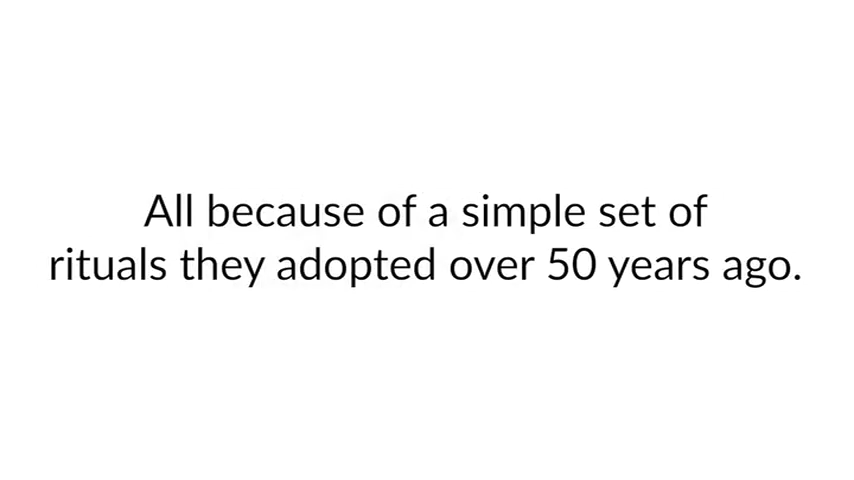 All because of a simple set of
rituals they adopted over 50 years ago.